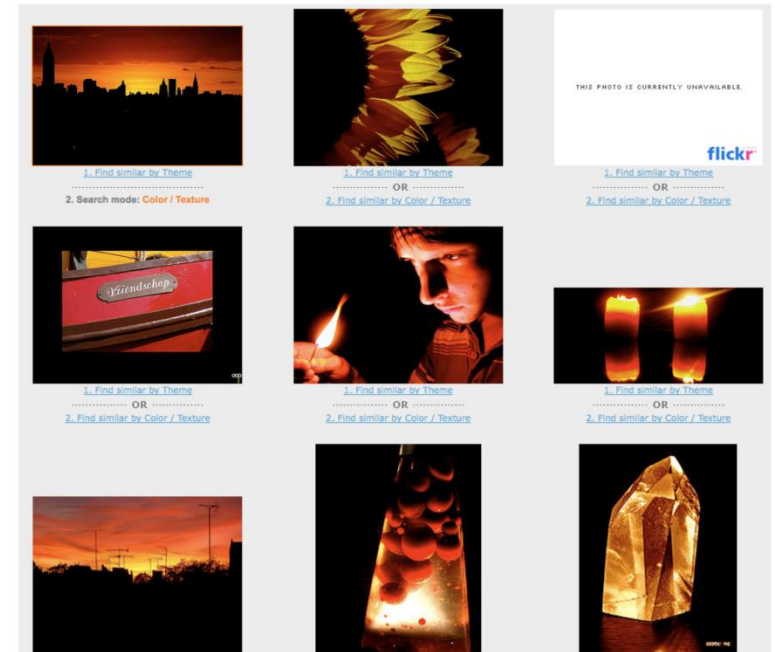 THIS PHOTO IS CURRENTLY UNAVAILABLE.
flickr
1. Find similar by Theme
2. Search mode: Color / Texture
1. Find similar by Theme
OR
2. Find similar by Color / Texture
1. Find similar by Theme
OR
2. Find similar by Color / Texture
Vriendschap
1. Find similar by Theme
OR
2. Find similar by Color / Texture
1. Find similar by Theme
OR
2. Find similar by Color / Texture
1. Find similar by Theme
OR
2. Find similar by Color / Texture